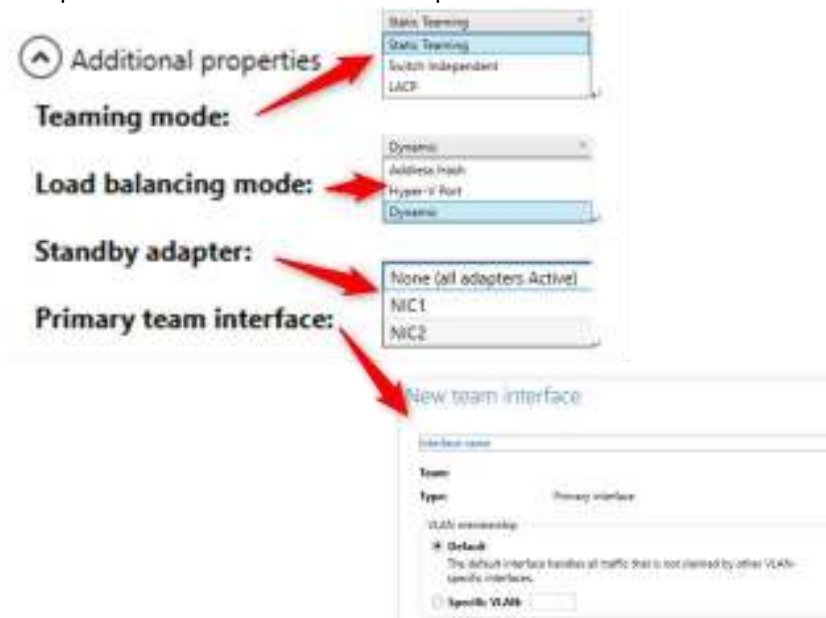 Static Teaming
Static Teaming
Switch Independent
LACP
Additional properties
Teaming mode:
Dynamic
Address Hash
Hyper-V Port
Dynamic
Load balancing mode:
Standby adapter:
None (all adapters Active)
NIC1
NIC2
Primary team interface:
New team interface
Interface name
Team:
Type: Primary interface
VLAN membership
Default
The default interface handles all traffic that is not claimed by other VLAN-
specific interfaces.
Specific VLAN: